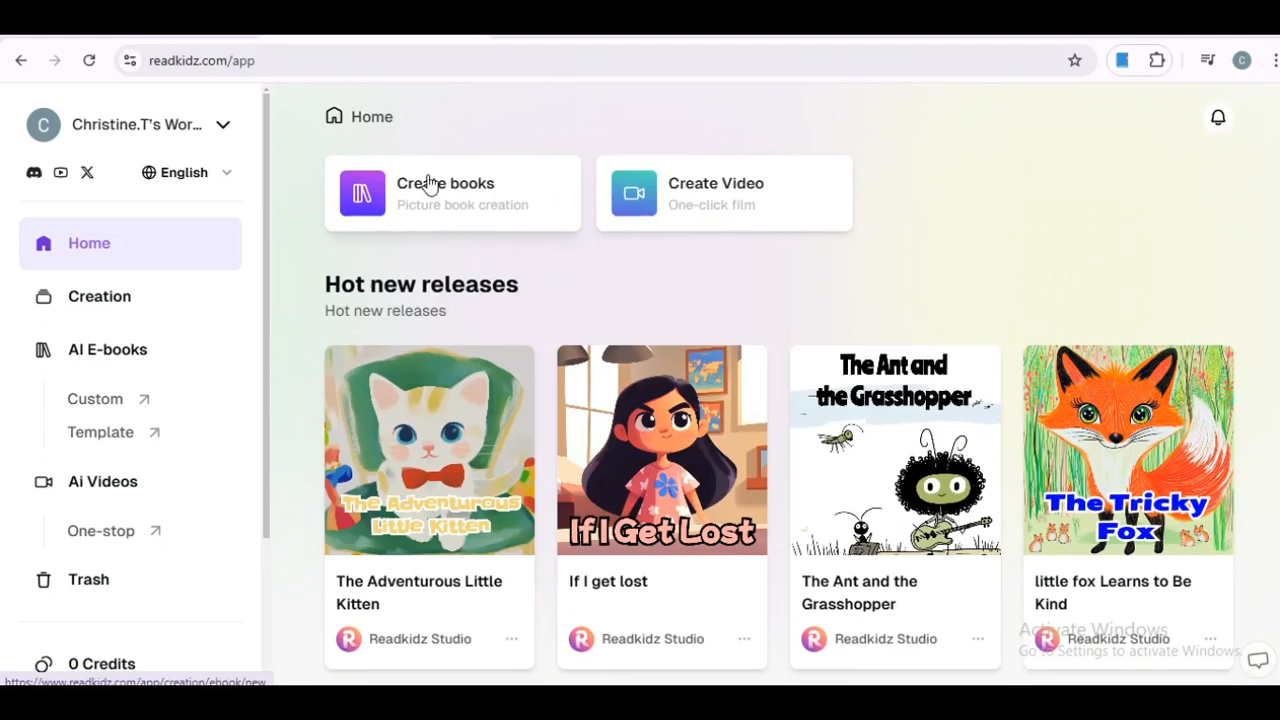 readkidz.com/app
C
C
Christine.T's Wor...
English
Home
Creation
AI E-books
Custom
Template
Ai Videos
One-stop
Trash
0 Credits
https://www.readkidz.com/app/creation/ebook/new
Home
Create books
Picture book creation
Create Video
One-click film
Hot new releases
Hot new releases
The Adventurous
Little Kitten
The Adventurous Little
Kitten
Readkidz Studio
If I Get Lost
If I get lost
Readkidz Studio
The Ant and
the Grasshopper
The Ant and the
Grasshopper
Readkidz Studio
The Tricky
Fox
little fox Learns to Be
Kind
Readkidz Studio
Activate Windows
Go to Settings to activate Windows.